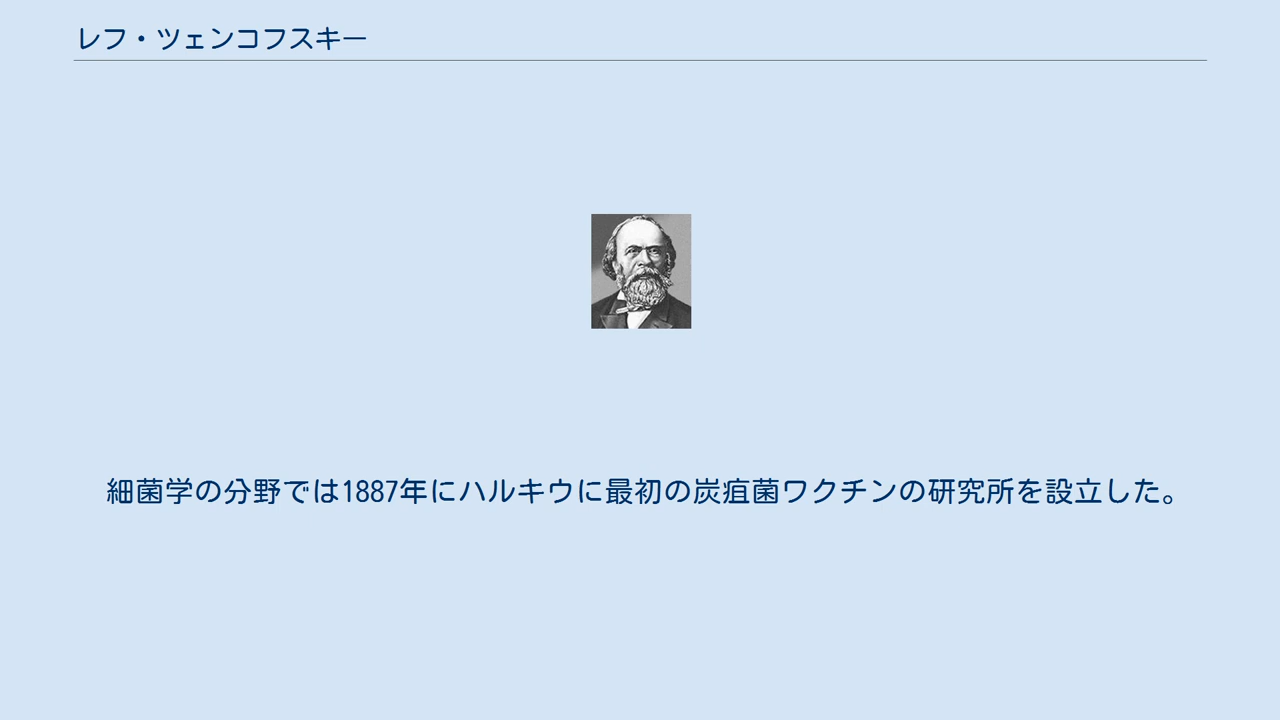 レフ・ツェンコフスキー
細菌学の分野では1887年にハルキウに最初の炭疽菌ワクチンの研究所を設立した。